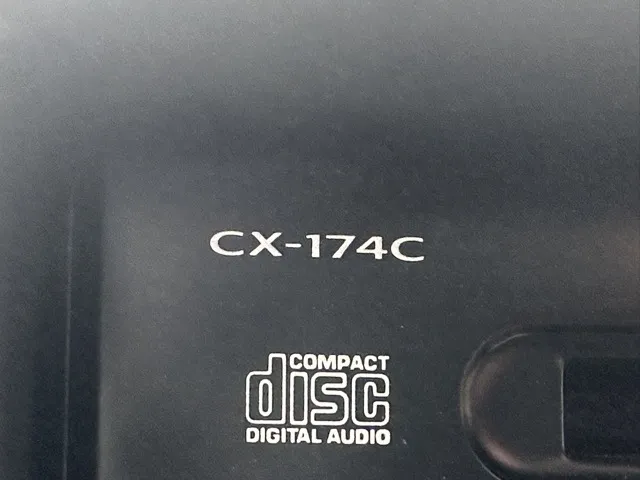 CX-174C
COMPACT
disc
DIGITAL AUDIO